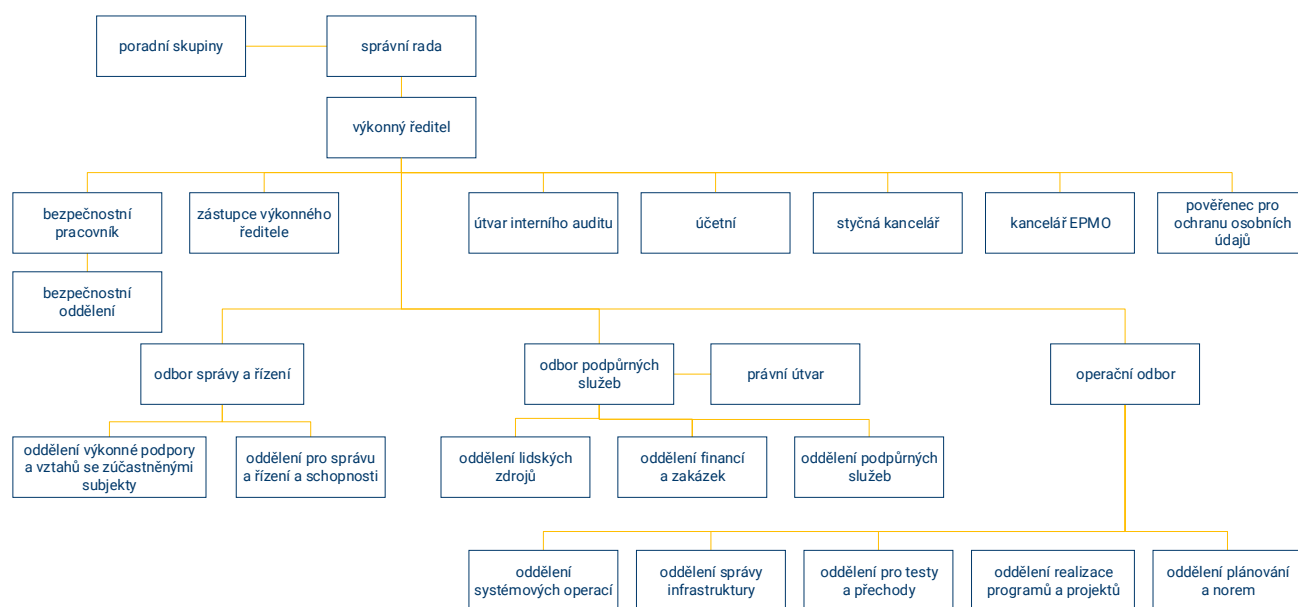 poradní skupiny
správní rada
výkonný ředitel
bezpečnostní
pracovník
zástupce výkonného
ředitele
útvar interního auditu
účetní
styčná kancelář
kancelář EPMO
pověřenec pro
ochranu osobních
údajů
bezpečnostní
oddělení
odbor správy a řízení
odbor podpůrných
služeb
právní útvar
operační odbor
oddělení výkonné podpory
a vztahů se zúčastněnými
subjekty
oddělení pro správu
a řízení a schopnosti
oddělení lidských
zdrojů
oddělení financí
a zakázek
oddělení podpůrných
služeb
oddělení
systémových operací
oddělení správy
infrastruktury
oddělení pro testy
a přechody
oddělení realizace
programů a projektů
oddělení plánování
a norem